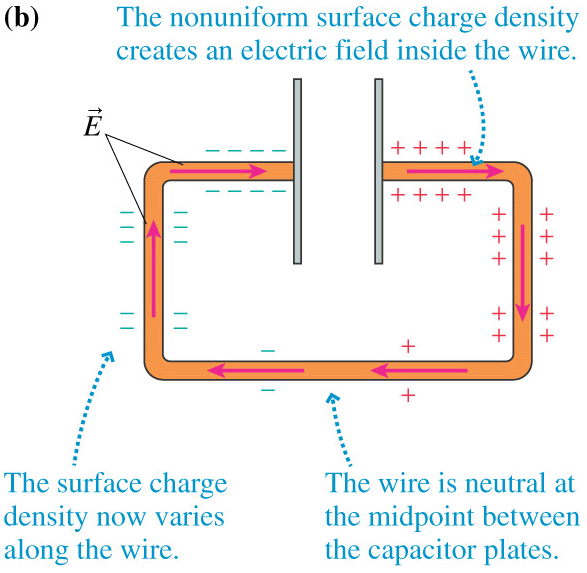 (b)
The nonuniform surface charge density
creates an electric field inside the wire.
E⃗
− − − −
+ + + +
− − − −
+ + + +
− −
− −
− −
+ +
+ +
+ +
− −
− −
+ +
+ +
−
+
−
+
The surface charge
density now varies
along the wire.
The wire is neutral at
the midpoint between
the capacitor plates.